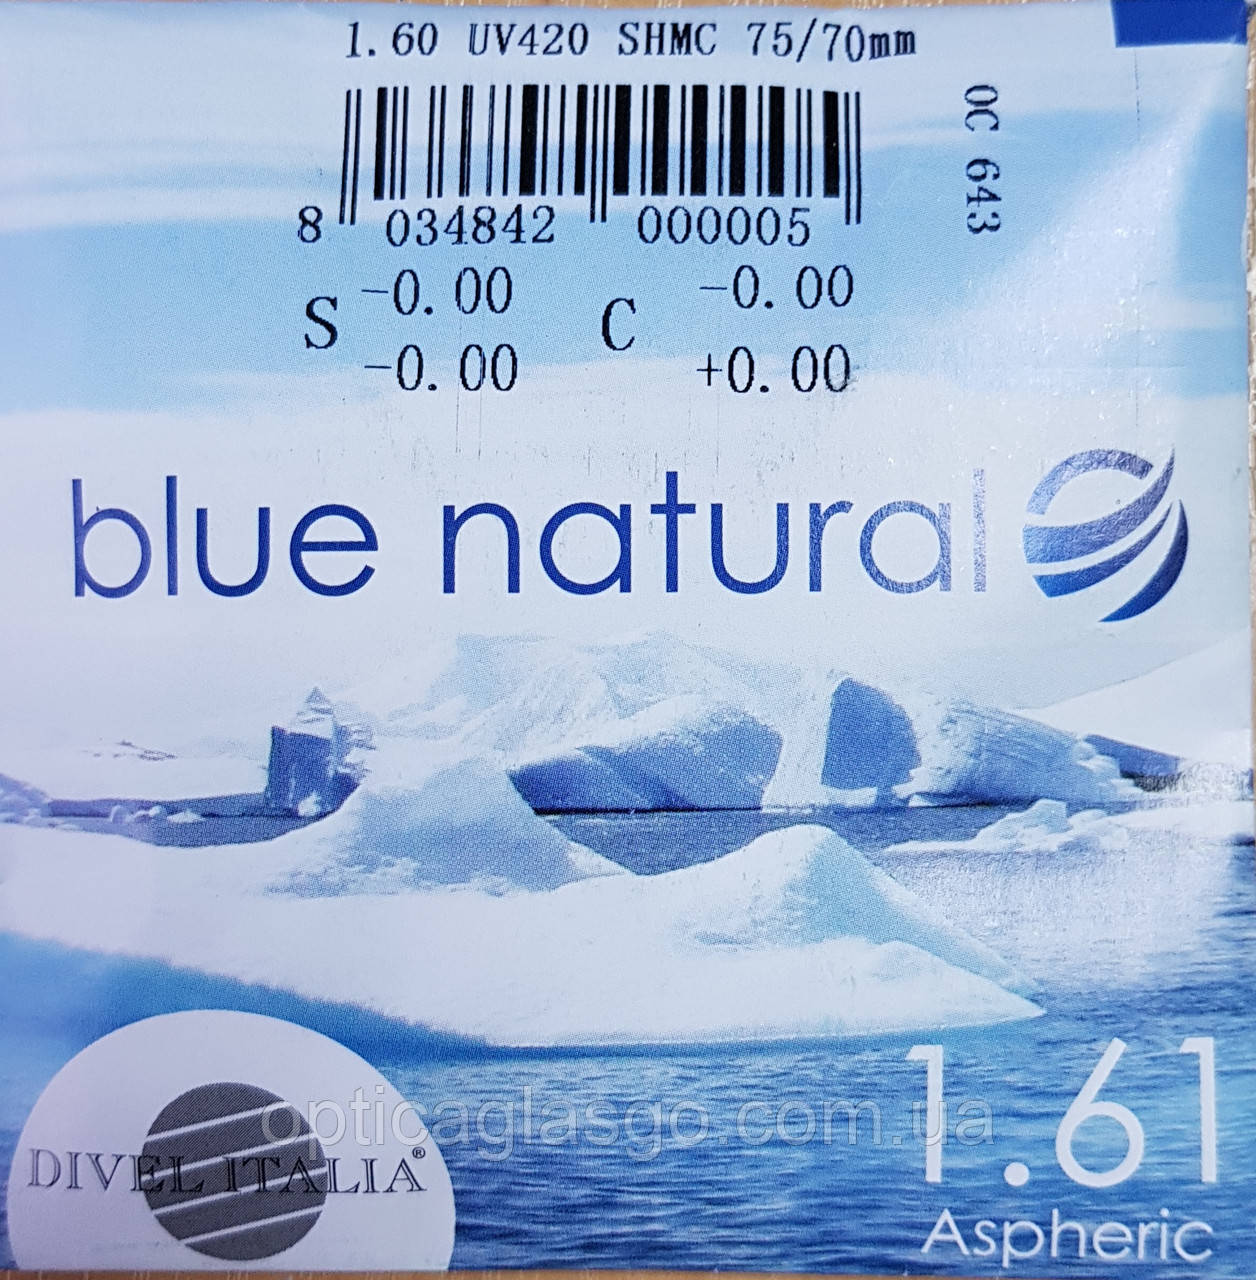 1.60 UV420 SHMC 75/70mm
OC 643
8 034842 000005
S -0.00 C -0.00
-0.00 +0.00
blue natural
opticaglasgo.com.ua
DIVEL ITALIA®
1.61
Aspheric